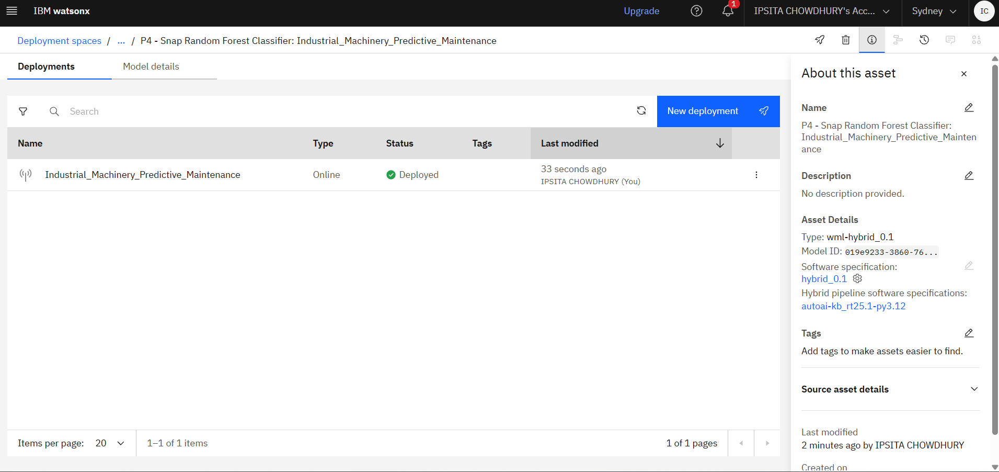 IBM watsonx
Upgrade
1
IPSITA CHOWDHURY's Acc...
Sydney
IC
Deployment spaces / ... / P4 - Snap Random Forest Classifier: Industrial_Machinery_Predictive_Maintenance
Deployments
Model details
Search
New deployment
Name Type Status Tags Last modified
Industrial_Machinery_Predictive_Maintenance Online Deployed 33 seconds ago
IPSITA CHOWDHURY (You)
Items per page: 20
1–1 of 1 items
1 of 1 pages
About this asset
Name
P4 - Snap Random Forest Classifier:
Industrial_Machinery_Predictive_Mainten
ance
Description
No description provided.
Asset Details
Type: wml-hybrid_0.1
Model ID: 019e9233-3860-76...
Software specification:
hybrid_0.1
Hybrid pipeline software specifications:
autoai-kb_rt25.1-py3.12
Tags
Add tags to make assets easier to find.
Source asset details
Last modified
2 minutes ago by IPSITA CHOWDHURY
Created on